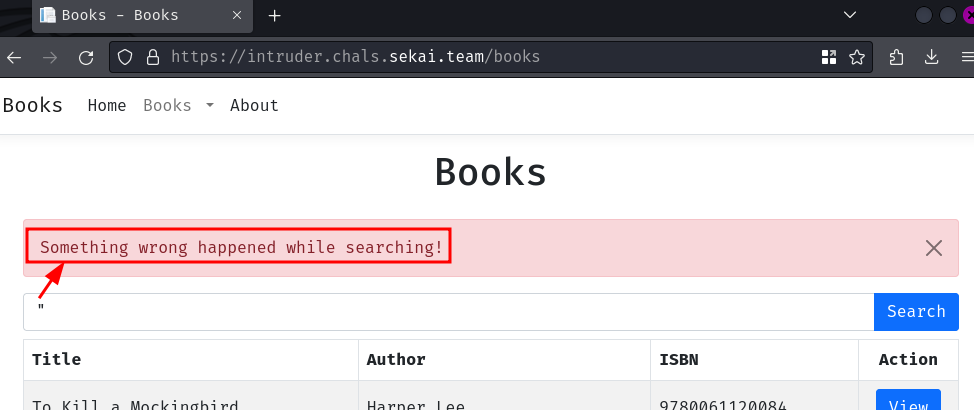 Books - Books
https://intruder.chals.sekai.team/books
Books Home Books About
Books
Something wrong happened while searching!
" Search
Title Author ISBN Action
To Kill a Mockingbird Harper Lee 9780061120084 View